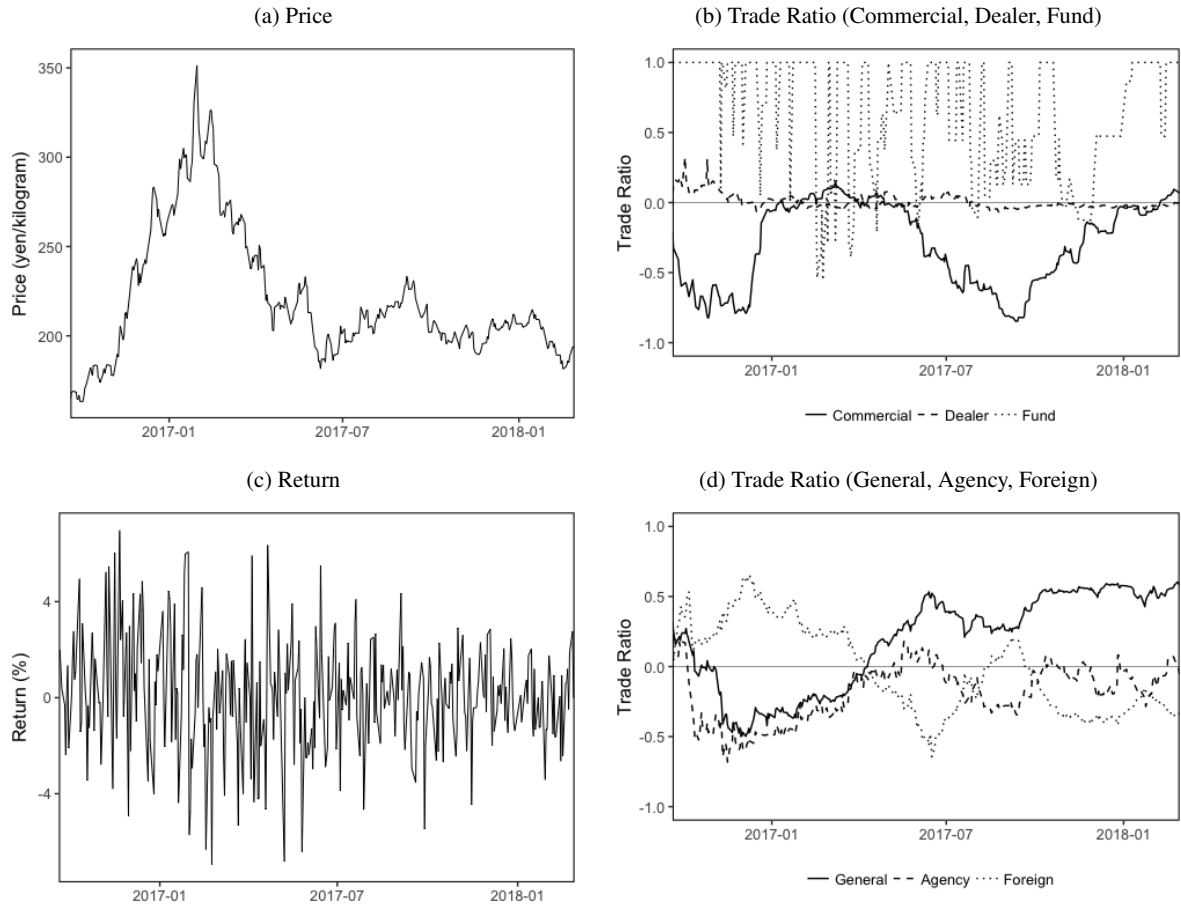 (a) Price
Price (yen/kilogram)
350
300
250
200
2017-01 2017-07 2018-01
(b) Trade Ratio (Commercial, Dealer, Fund)
Trade Ratio
1.0
0.5
0.0
-0.5
-1.0
2017-01 2017-07 2018-01
Commercial Dealer Fund
(c) Return
Return (%)
4
0
-4
2017-01 2017-07 2018-01
(d) Trade Ratio (General, Agency, Foreign)
Trade Ratio
1.0
0.5
0.0
-0.5
-1.0
2017-01 2017-07 2018-01
General Agency Foreign